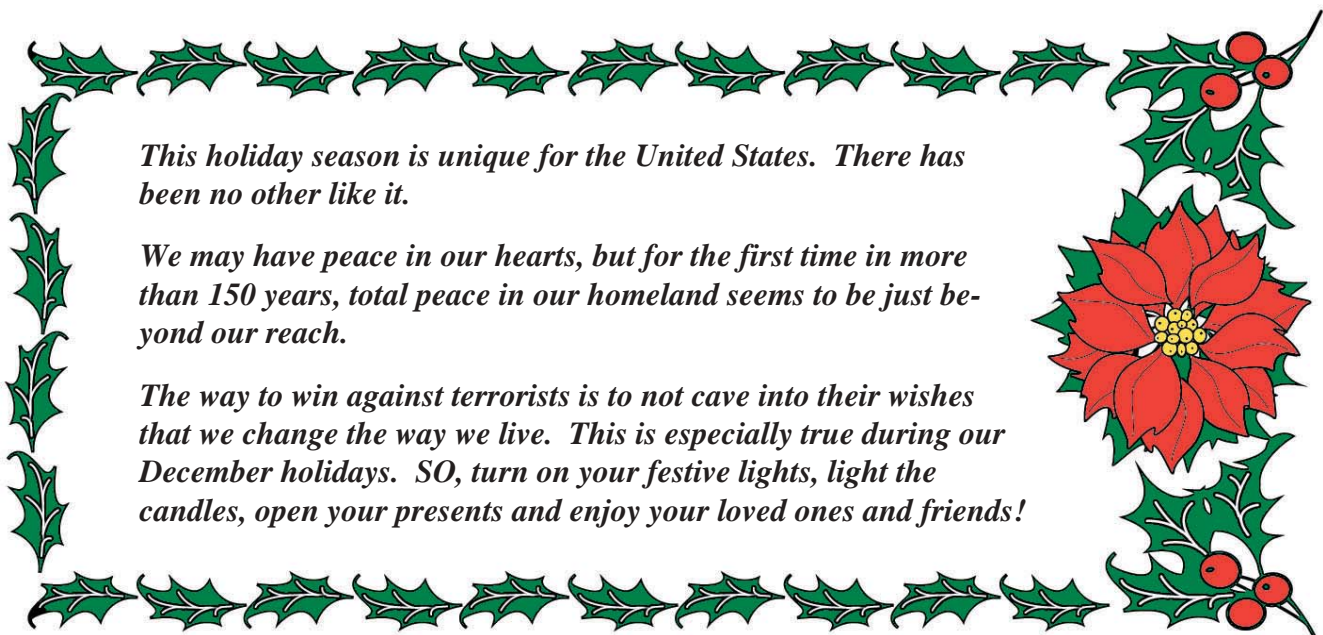 This holiday season is unique for the United States.  There has
been no other like it.
We may have peace in our hearts, but for the first time in more
than 150 years, total peace in our homeland seems to be just be-
yond our reach.
The way to win against terrorists is to not cave into their wishes
that we change the way we live.  This is especially true during our
December holidays.  SO, turn on your festive lights, light the
candles, open your presents and enjoy your loved ones and friends!